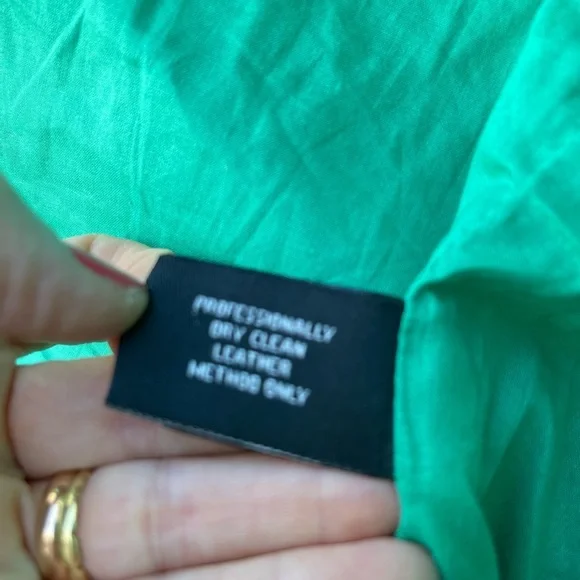 PROFESSIONALLY
DRY CLEAN
LEATHER
METHOD ONLY